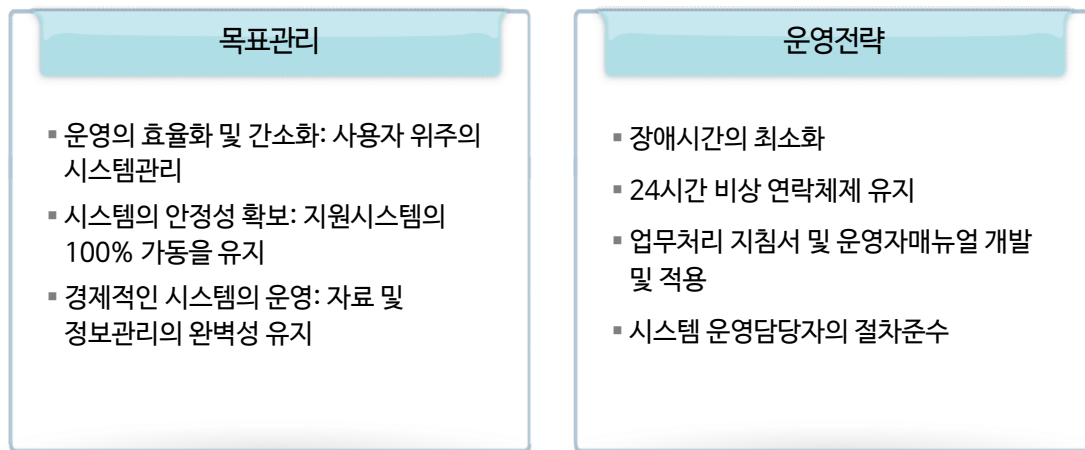 목표관리
▪ 운영의 효율화 및 간소화: 사용자 위주의
시스템관리
▪ 시스템의 안정성 확보: 지원시스템의
100% 가동을 유지
▪ 경제적인 시스템의 운영: 자료 및
정보관리의 완벽성 유지
운영전략
▪ 장애시간의 최소화
▪ 24시간 비상 연락체제 유지
▪ 업무처리 지침서 및 운영자매뉴얼 개발
및 적용
▪ 시스템 운영담당자의 절차준수